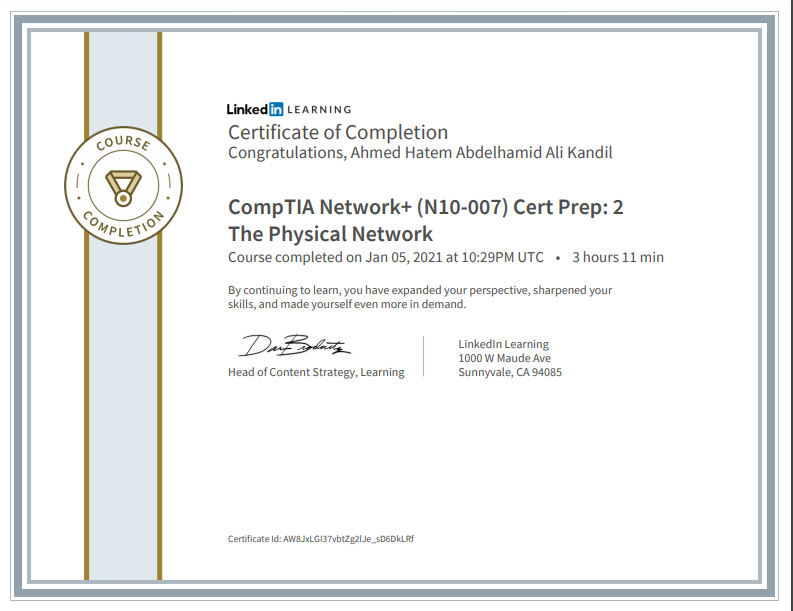 COURSE
COMPLETION
Linked in LEARNING
Certificate of Completion
Congratulations, Ahmed Hatem Abdelhamid Ali Kandil
CompTIA Network+ (N10-007) Cert Prep: 2
The Physical Network
Course completed on Jan 05, 2021 at 10:29PM UTC • 3 hours 11 min
By continuing to learn, you have expanded your perspective, sharpened your
skills, and made yourself even more in demand.
Head of Content Strategy, Learning
LinkedIn Learning
1000 W Maude Ave
Sunnyvale, CA 94085
Certificate Id: